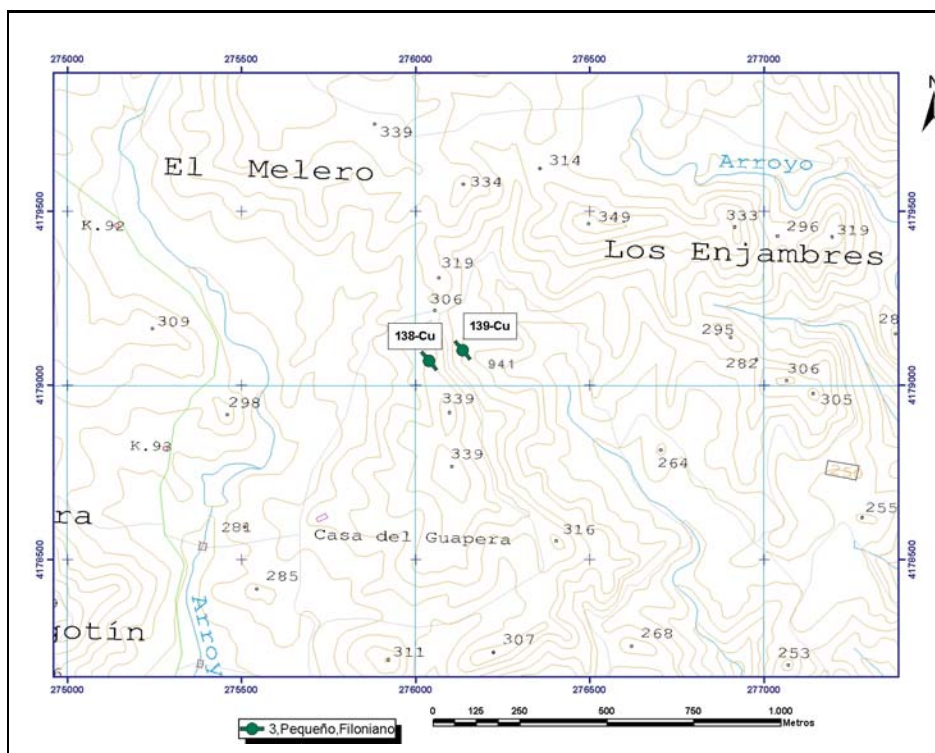 275000 275500 276000 276500 277000
N
4179500
4179500
339
El Melero
314
Arroyo
334
K.92
349
333
296
319
Los Enjambres
319
306
309
138-Cu
139-Cu
295
28
941
282
4179000
4179000
306
305
298
339
K.93
339
264
250
255
ra
281
Casa del Guapera
316
4178500
4178500
285
Arroy
gotín
311
307
268
253
275000 275500 276000 276500 277000
3,Pequeño,Filoniano
0 125 250 500 750 1.000
Metros